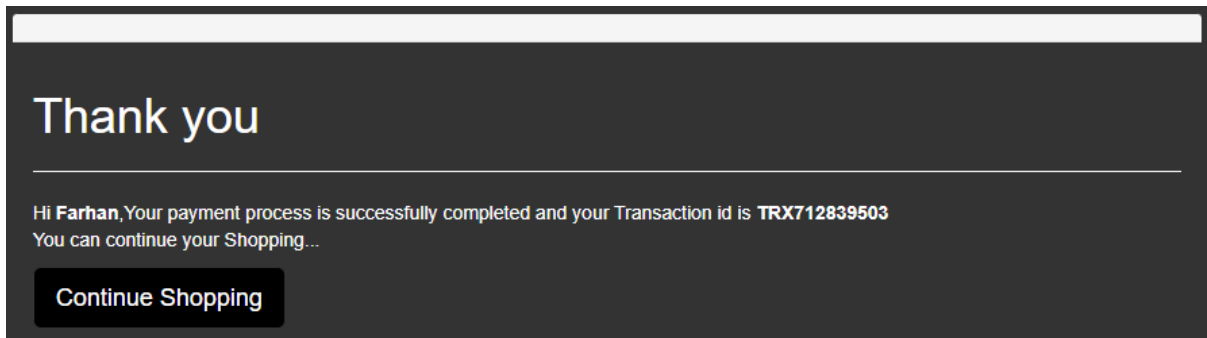 Thank you
Hi Farhan,Your payment process is successfully completed and your Transaction id is TRX712839503
You can continue your Shopping...
Continue Shopping